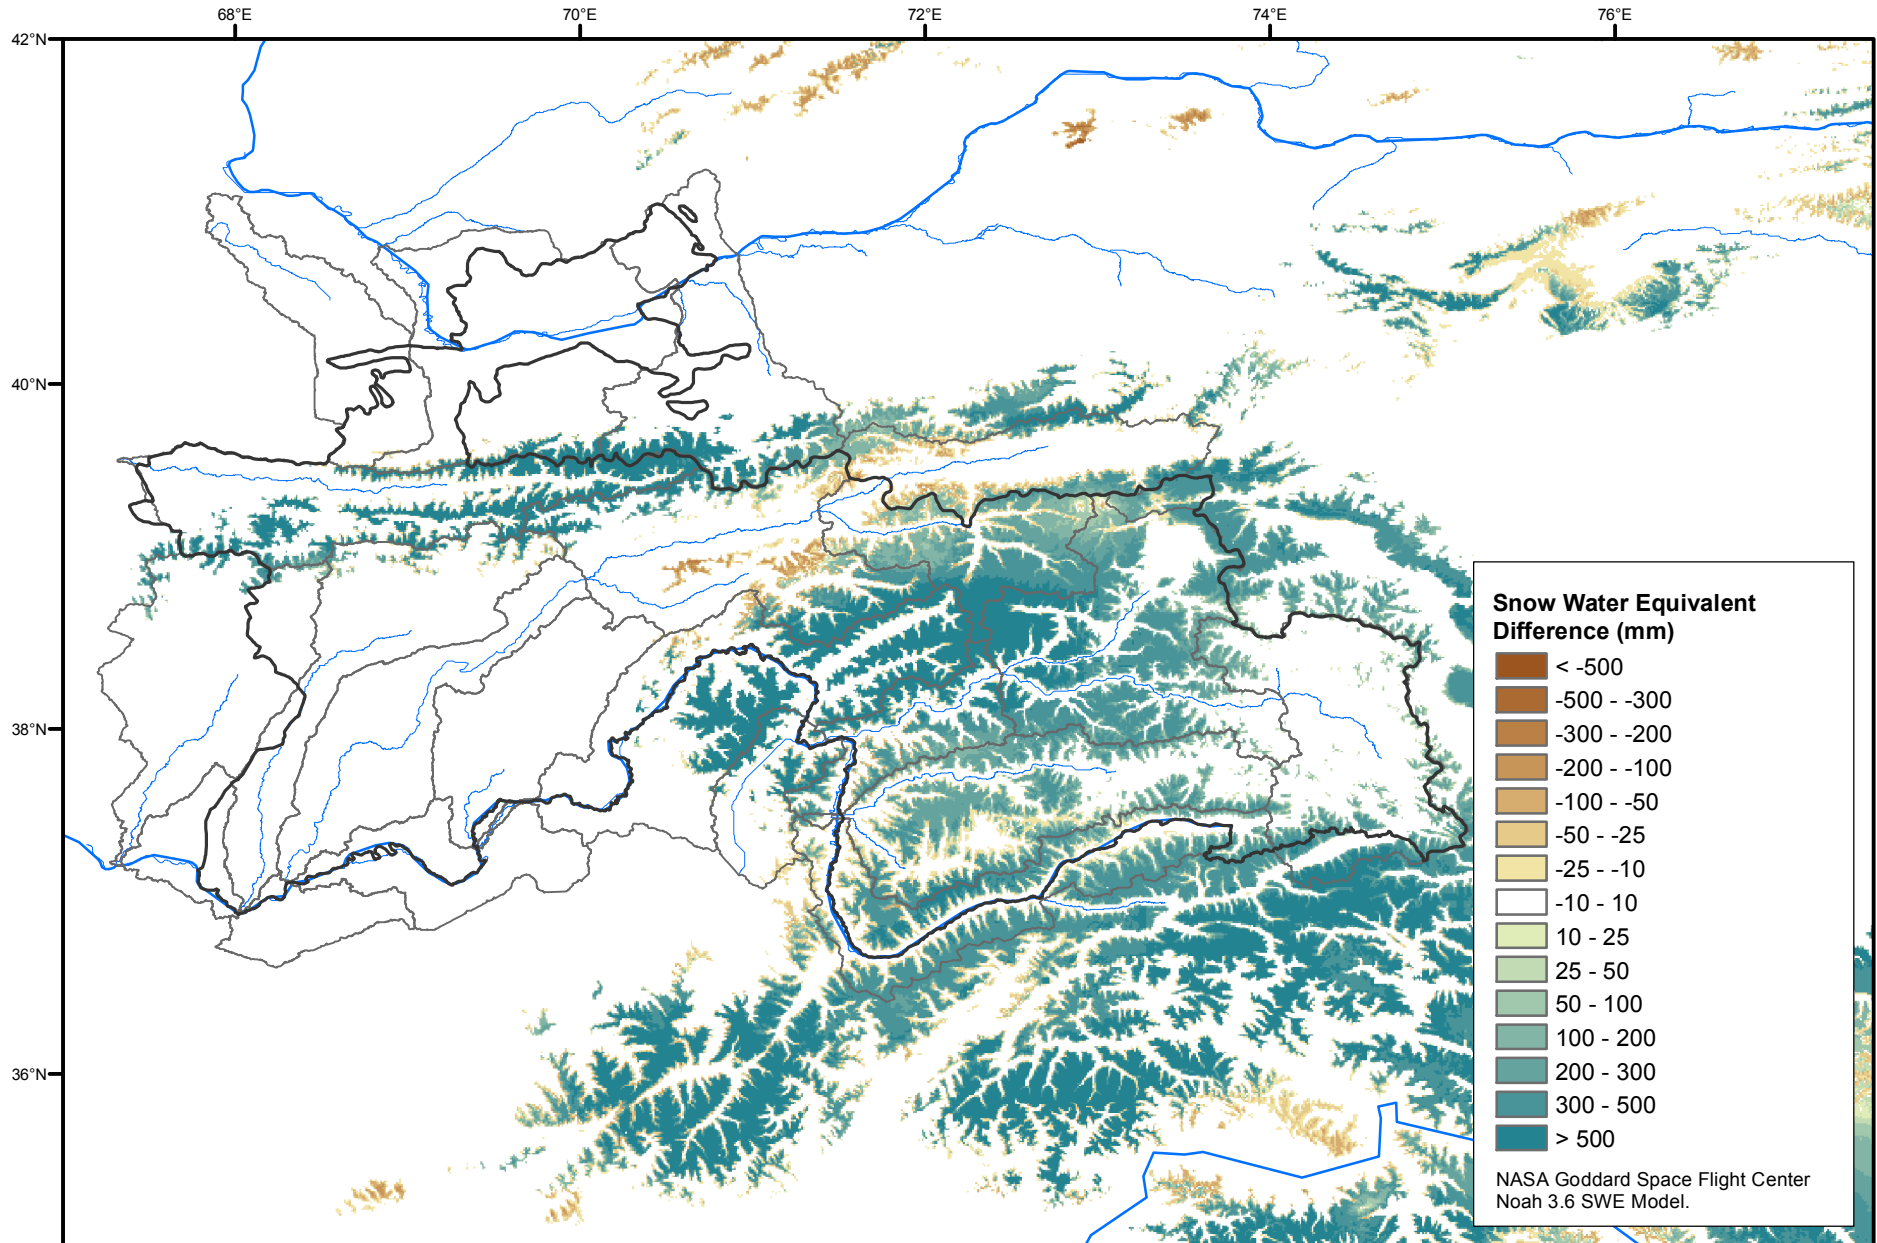 68°E 70°E 72°E 74°E 76°E
42°N
40°N
38°N
36°N
Snow Water Equivalent
Difference (mm)
< -500
-500 - -300
-300 - -200
-200 - -100
-100 - -50
-50 - -25
-25 - -10
-10 - 10
10 - 25
25 - 50
50 - 100
100 - 200
200 - 300
300 - 500
> 500
NASA Goddard Space Flight Center
Noah 3.6 SWE Model.